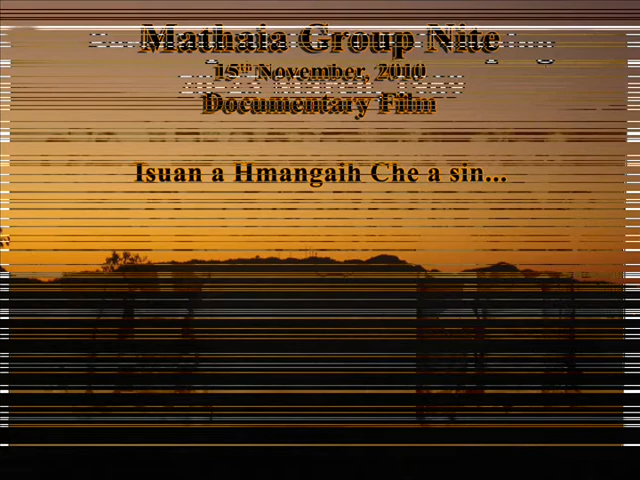 Mathaia Group Nite
15th November, 2010
Documentary Film
Isuan a Hmangaih Che a sin...